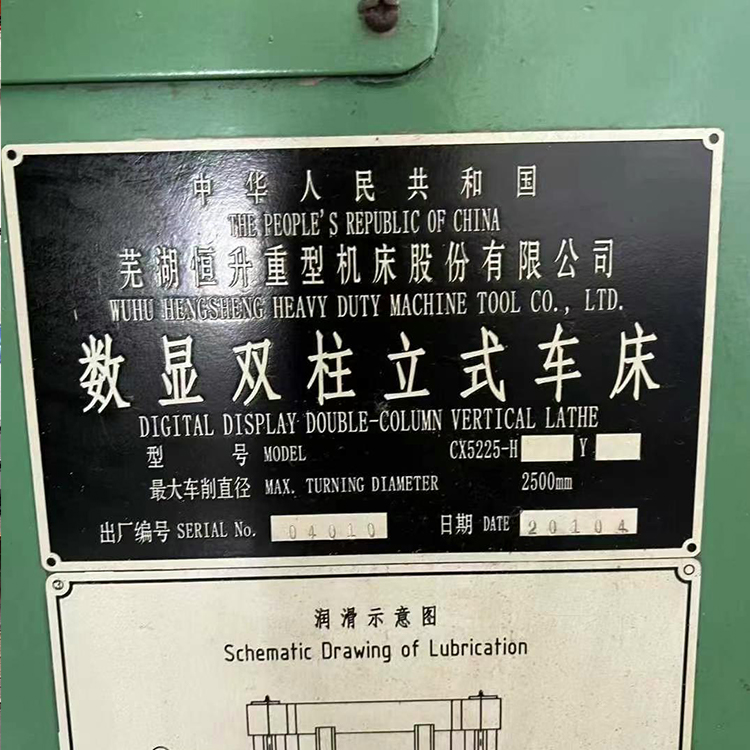 中华人民共和国
THE PEOPLE'S REPUBLIC OF CHINA
芜湖恒升重型机床股份有限公司
WUHU HENGSHENG HEAVY DUTY MACHINE TOOL CO., LTD.
数显双柱立式车床
DIGITAL DISPLAY DOUBLE-COLUMN VERTICAL LATHE
型 号 MODEL CX5225-H Y
最大车削直径 MAX. TURNING DIAMETER 2500mm
出厂编号 SERIAL No. 04010 日期 DATE 20104
润滑示意图
Schematic Drawing of Lubrication